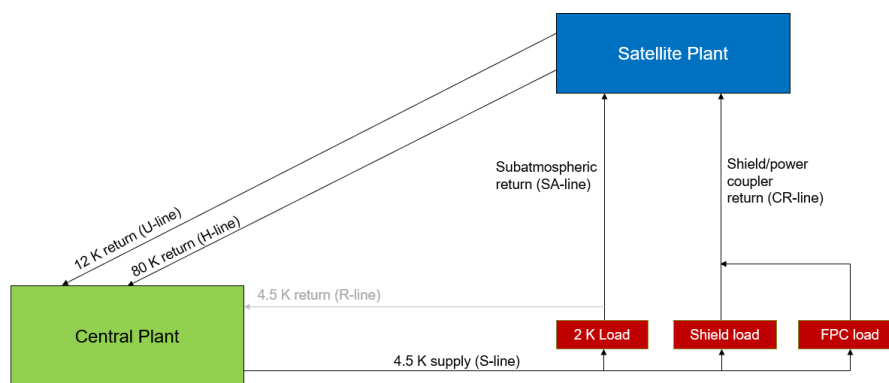 Satellite Plant
Subatmospheric
return (SA-line)
Shield/power
coupler
return (CR-line)
12 K return (U-line)
80 K return (H-line)
4.5 K return (R-line)
Central Plant
2 K Load
Shield load
FPC load
4.5 K supply (S-line)